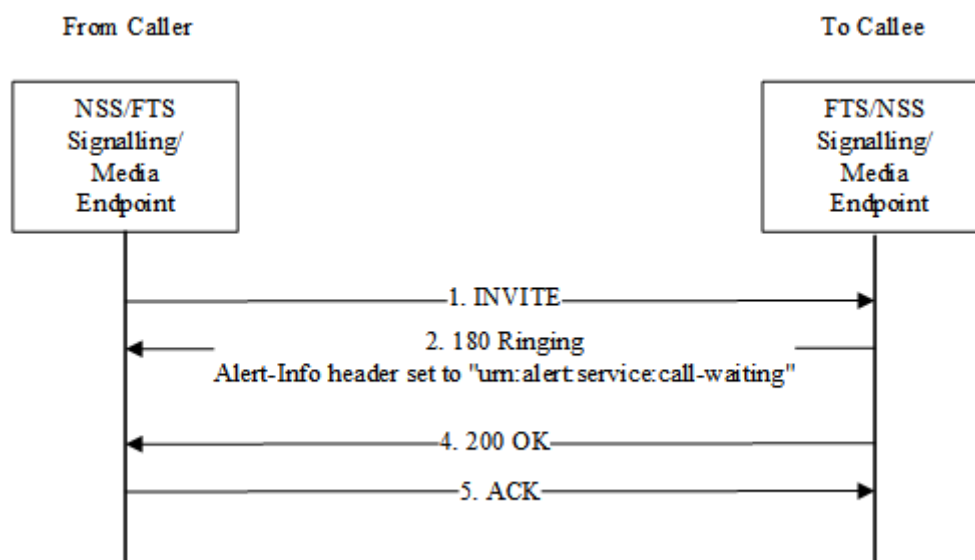 From Caller
To Callee
NSS/FTS
Signalling/
Media
Endpoint
FTS/NSS
Signalling/
Media
Endpoint
1. INVITE
2. 180 Ringing
Alert-Info header set to "urn:alert:service:call-waiting"
4. 200 OK
5. ACK